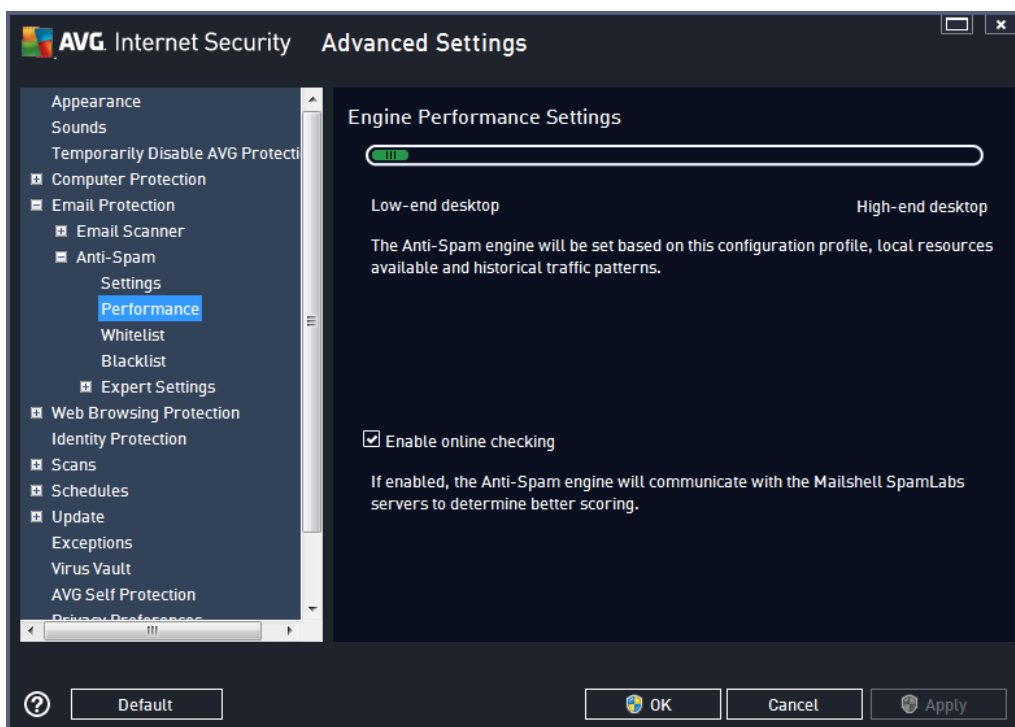 AVG. Internet Security Advanced Settings
Appearance
Sounds
Temporarily Disable AVG Protecti
Computer Protection
Email Protection
Email Scanner
Anti-Spam
Settings
Performance
Whitelist
Blacklist
Expert Settings
Web Browsing Protection
Identity Protection
Scans
Schedules
Update
Exceptions
Virus Vault
AVG Self Protection
Privacy Preferences
Engine Performance Settings
Low-end desktop
High-end desktop
The Anti-Spam engine will be set based on this configuration profile, local resources
available and historical traffic patterns.
Enable online checking
If enabled, the Anti-Spam engine will communicate with the Mailshell SpamLabs
servers to determine better scoring.
? Default
OK
Cancel
Apply